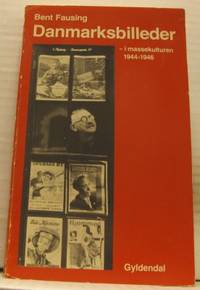 Bent Fausing
Danmarksbilleder
– i massekulturen
1944-1946
Gyldendal